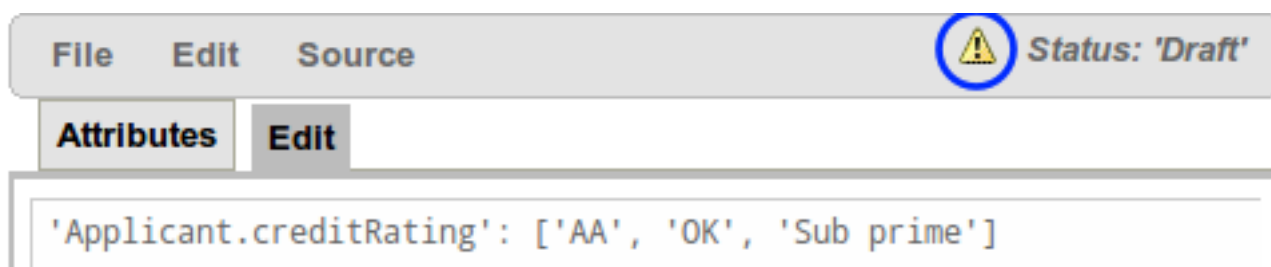 File Edit Source Status: 'Draft'
Attributes Edit
'Applicant.creditRating': ['AA', 'OK', 'Sub prime']